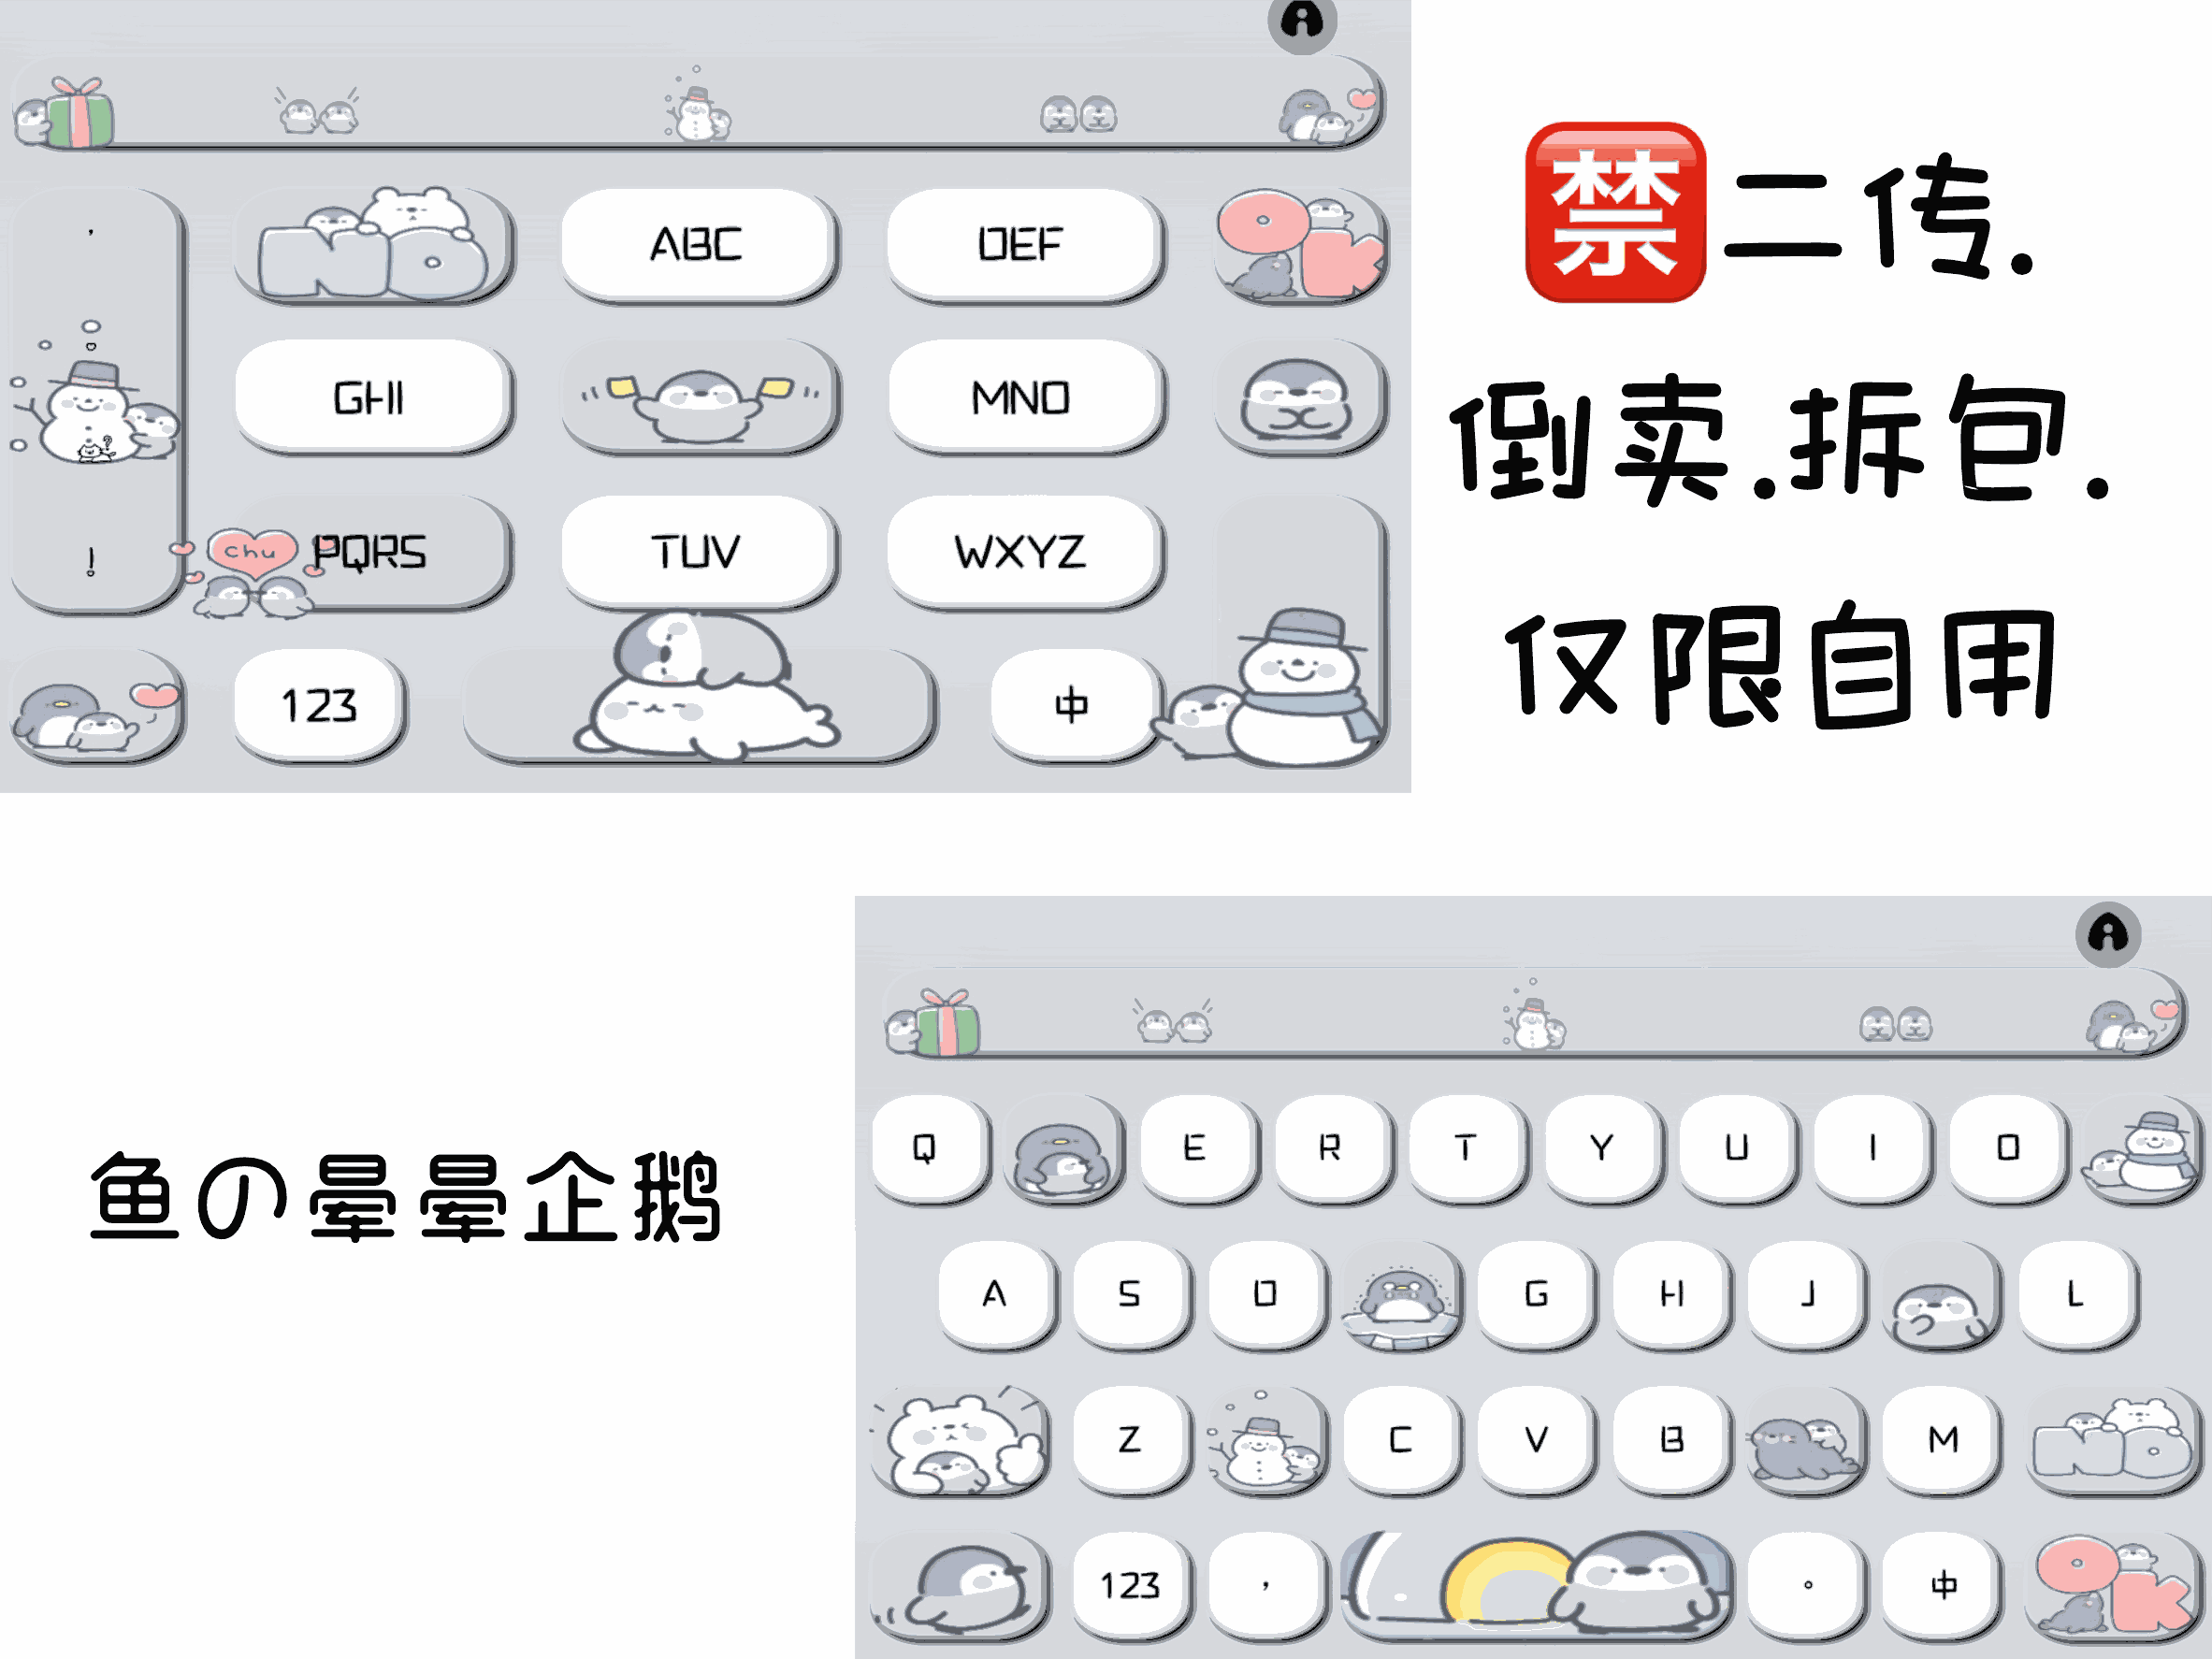 ，
ABC
DEF
OK
NO
GHI
MNO
?
!
chu
PQRS
TUV
WXYZ
123
中
禁二传.
倒卖.拆包.
仅限自用
鱼の晕晕企鹅
Q E R T Y U I O
A S D G H J L
Z C V B M NO
123 ， 。 中 OK